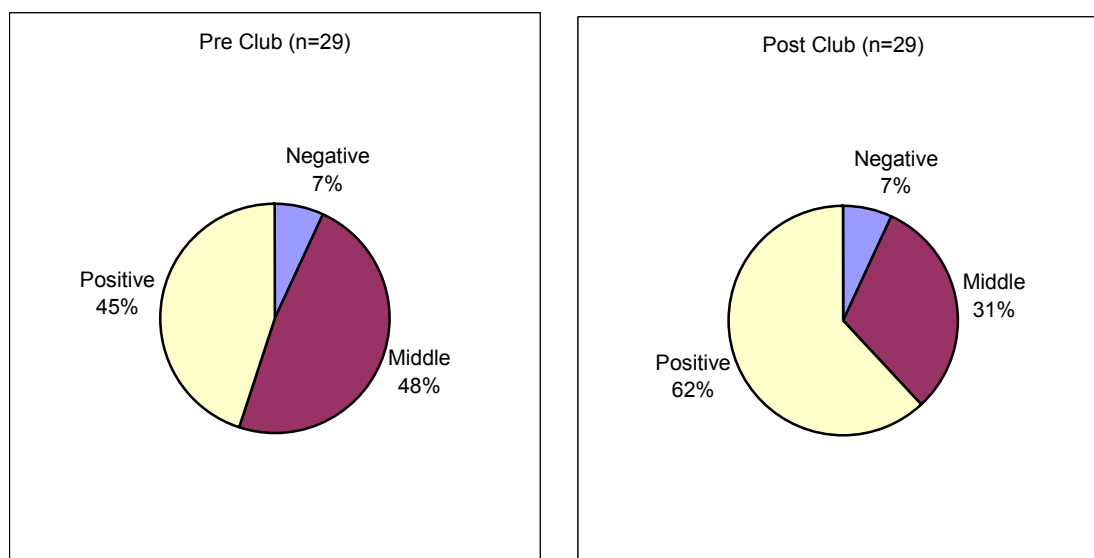 Pre Club (n=29)
Negative
7%
Positive
45%
Middle
48%
Post Club (n=29)
Negative
7%
Middle
31%
Positive
62%